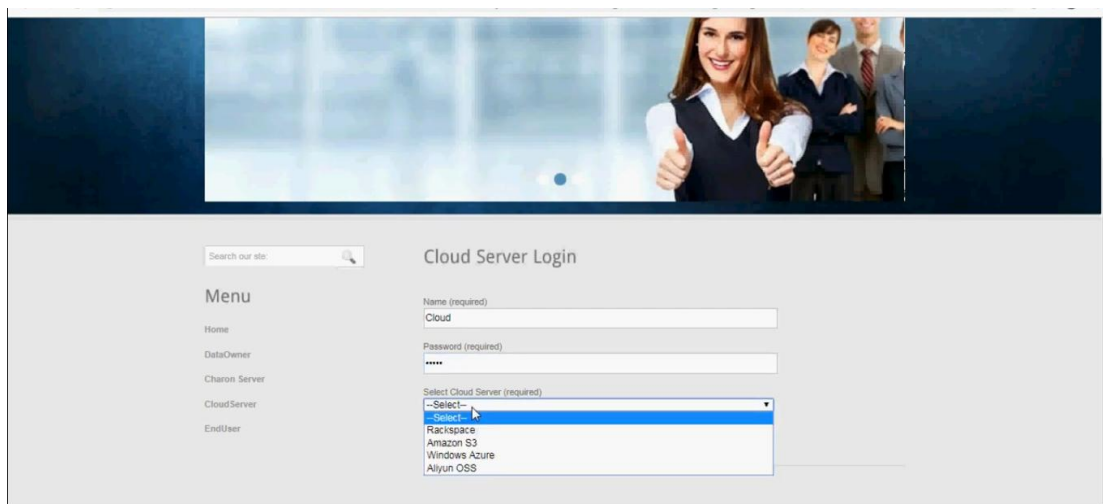 Search our ste:
Cloud Server Login
Menu
Name (required)
Cloud
Home
Password (required)
•••••
DataOwner
Charon Server
Select Cloud Server (required)
--Select--
CloudServer
--Select--
Rackspace
EndUser
Amazon S3
Windows Azure
Aliyun OSS